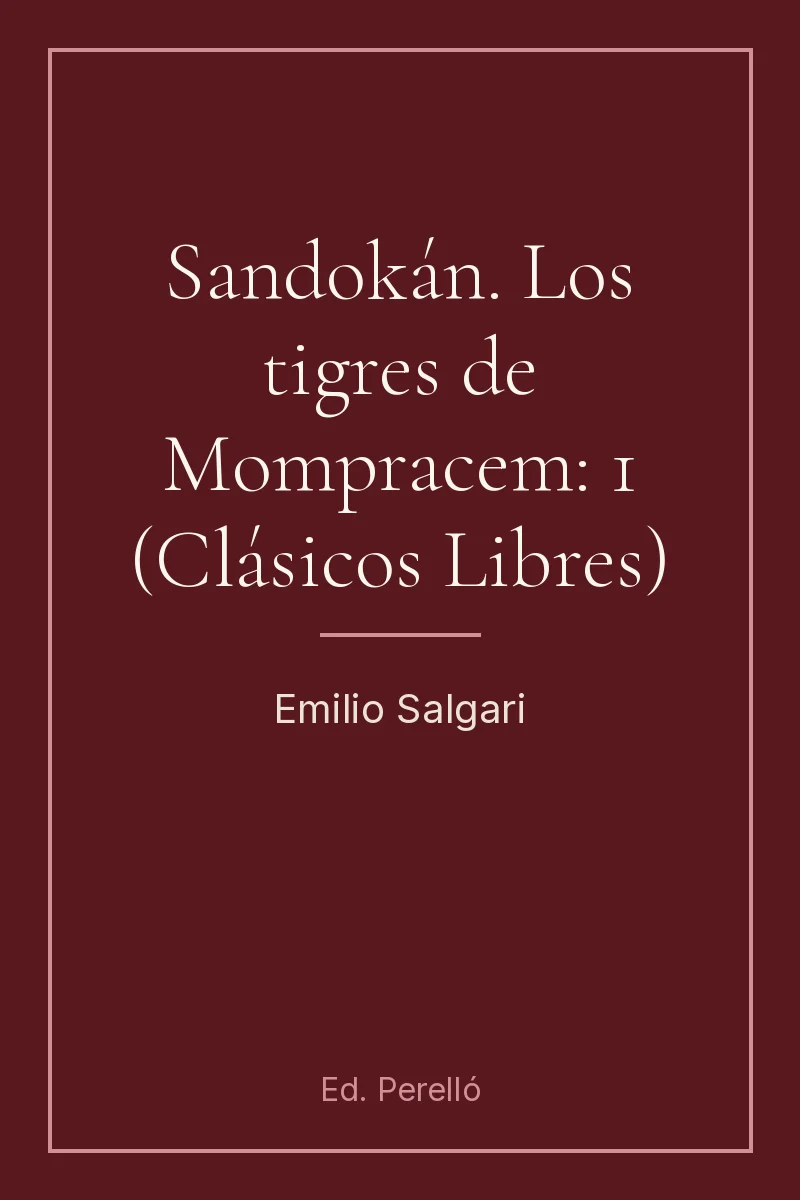 Sandokán. Los
tigres de
Mompracem: 1
(Clásicos Libres)
Emilio Salgari
Ed. Perelló